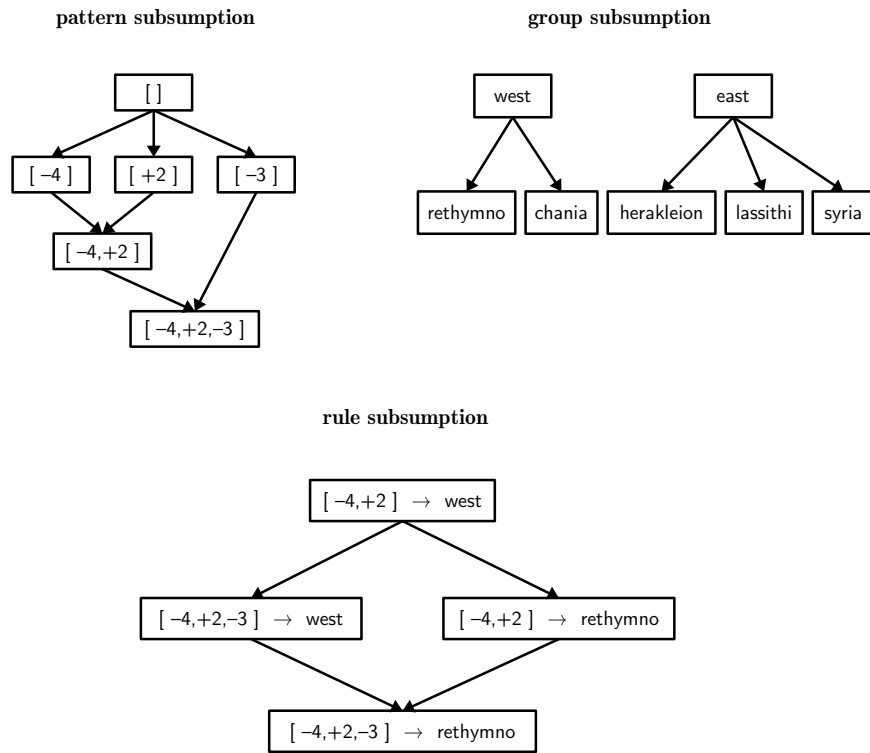 pattern subsumption
group subsumption
[ ]
west
east
[ –4 ]
[ +2 ]
[ –3 ]
rethymno
chania
herakleion
lassithi
syria
[ –4,+2 ]
[ –4,+2,–3 ]
rule subsumption
[ –4,+2 ] → west
[ –4,+2,–3 ] → west
[ –4,+2 ] → rethymno
[ –4,+2,–3 ] → rethymno